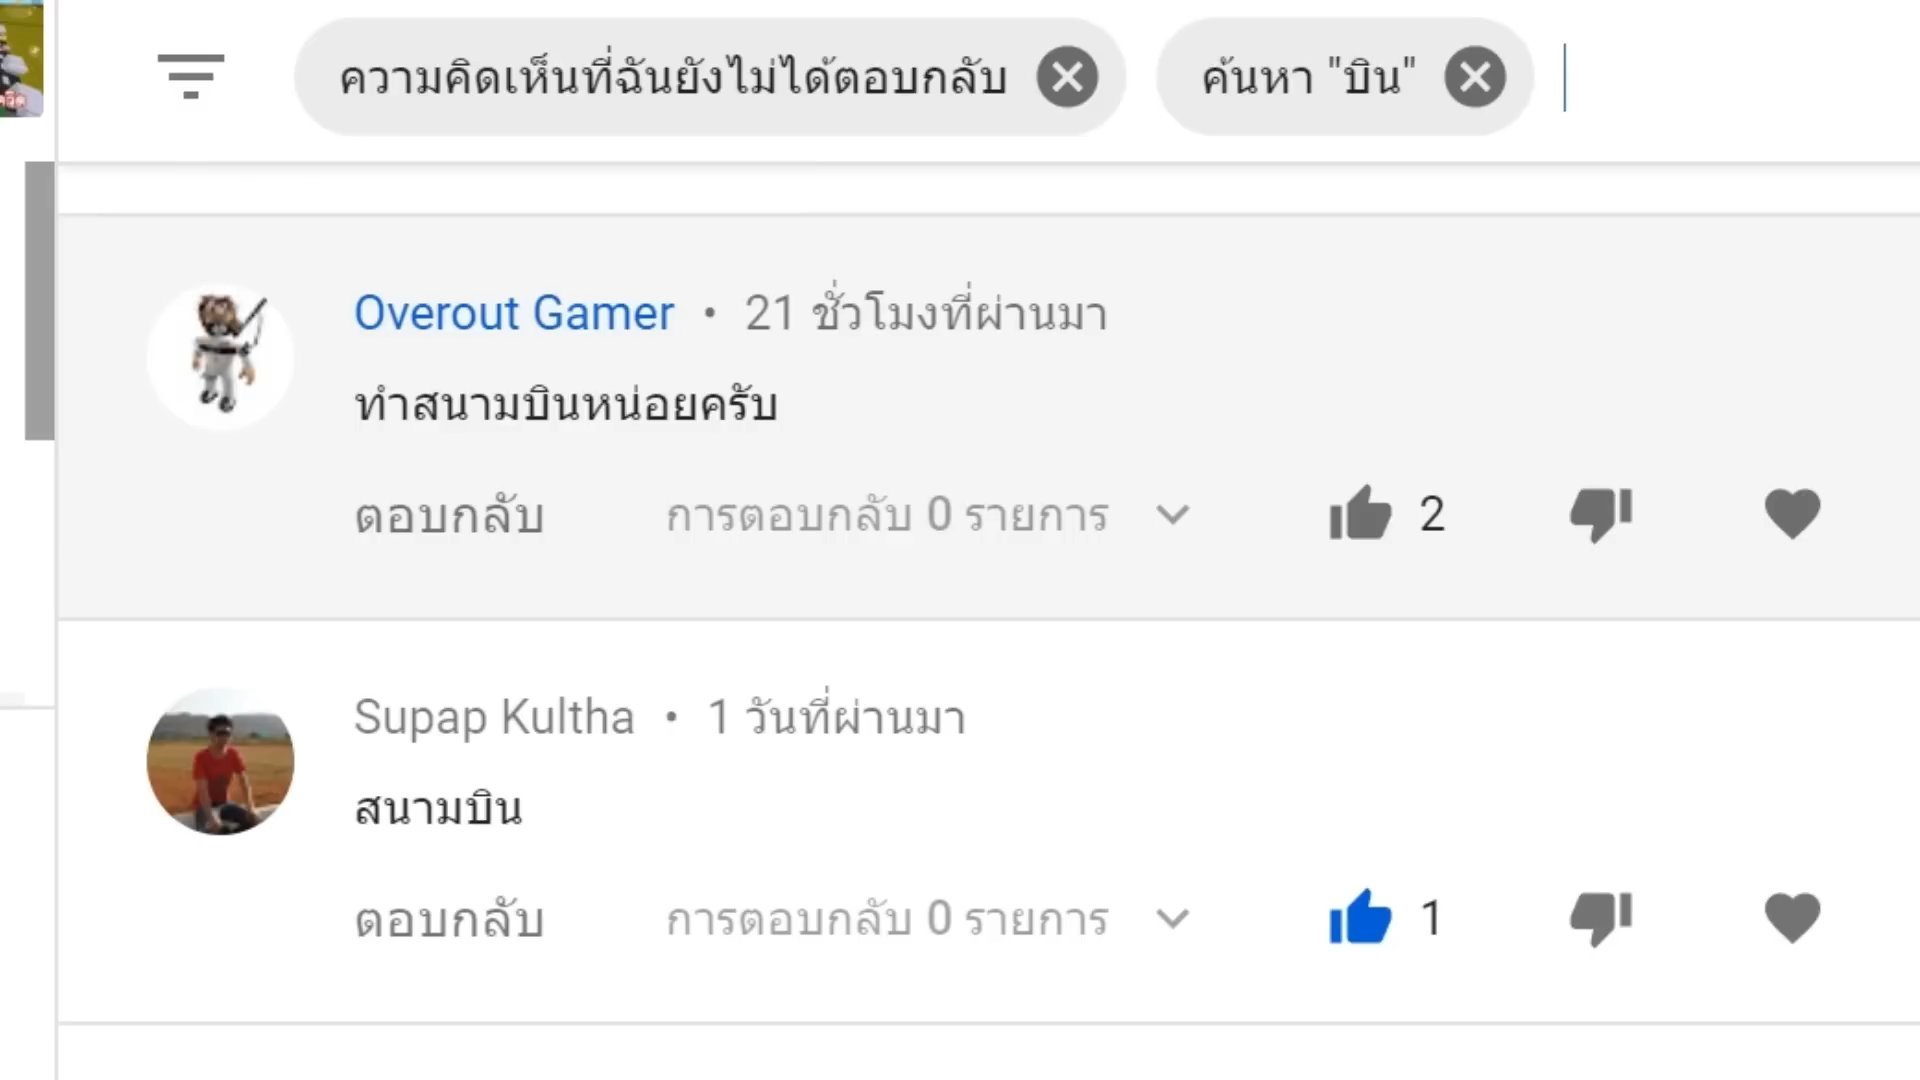 ความคิดเห็นที่ฉันยังไม่ได้ตอบกลับ ค้นหา "บิน"
Overout Gamer • 21 ชั่วโมงที่ผ่านมา
ทำสนามบินหน่อยครับ
ตอบกลับ การตอบกลับ 0 รายการ 2
Supap Kultha • 1 วันที่ผ่านมา
สนามบิน
ตอบกลับ การตอบกลับ 0 รายการ 1